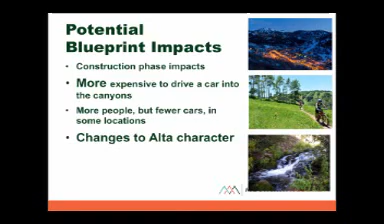 Potential
Blueprint Impacts
• Construction phase impacts
• More expensive to drive a car into
the canyons
• More people, but fewer cars, in
some locations
• Changes to Alta character